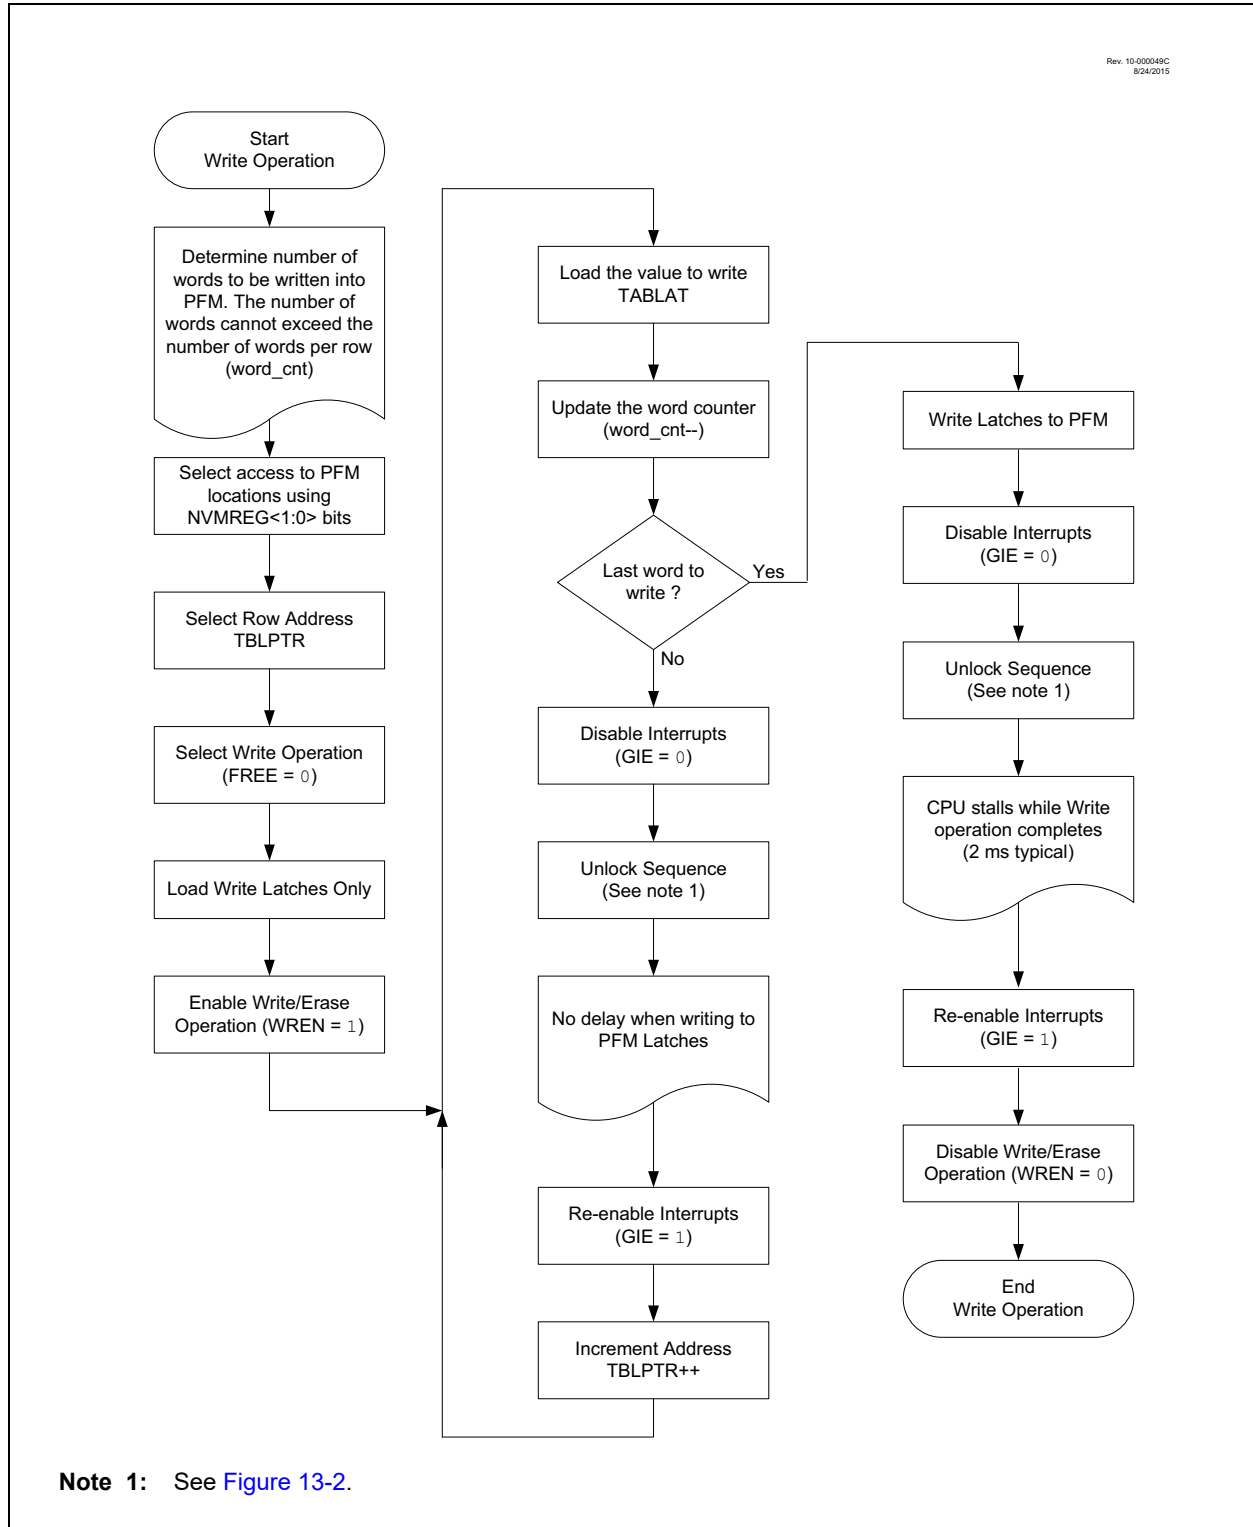 Rev. 10-000049C
8/24/2015
Start
Write Operation
Determine number of
words to be written into
PFM. The number of
words cannot exceed the
number of words per row
(word_cnt)
Select access to PFM
locations using
NVMREG<1:0> bits
Select Row Address
TBLPTR
Select Write Operation
(FREE = 0)
Load Write Latches Only
Enable Write/Erase
Operation (WREN = 1)
Load the value to write
TABLAT
Update the word counter
(word_cnt--)
Last word to
write ?
Yes
No
Disable Interrupts
(GIE = 0)
Unlock Sequence
(See note 1)
No delay when writing to
PFM Latches
Re-enable Interrupts
(GIE = 1)
Increment Address
TBLPTR++
Write Latches to PFM
Disable Interrupts
(GIE = 0)
Unlock Sequence
(See note 1)
CPU stalls while Write
operation completes
(2 ms typical)
Re-enable Interrupts
(GIE = 1)
Disable Write/Erase
Operation (WREN = 0)
End
Write Operation
Note 1: See Figure 13-2.